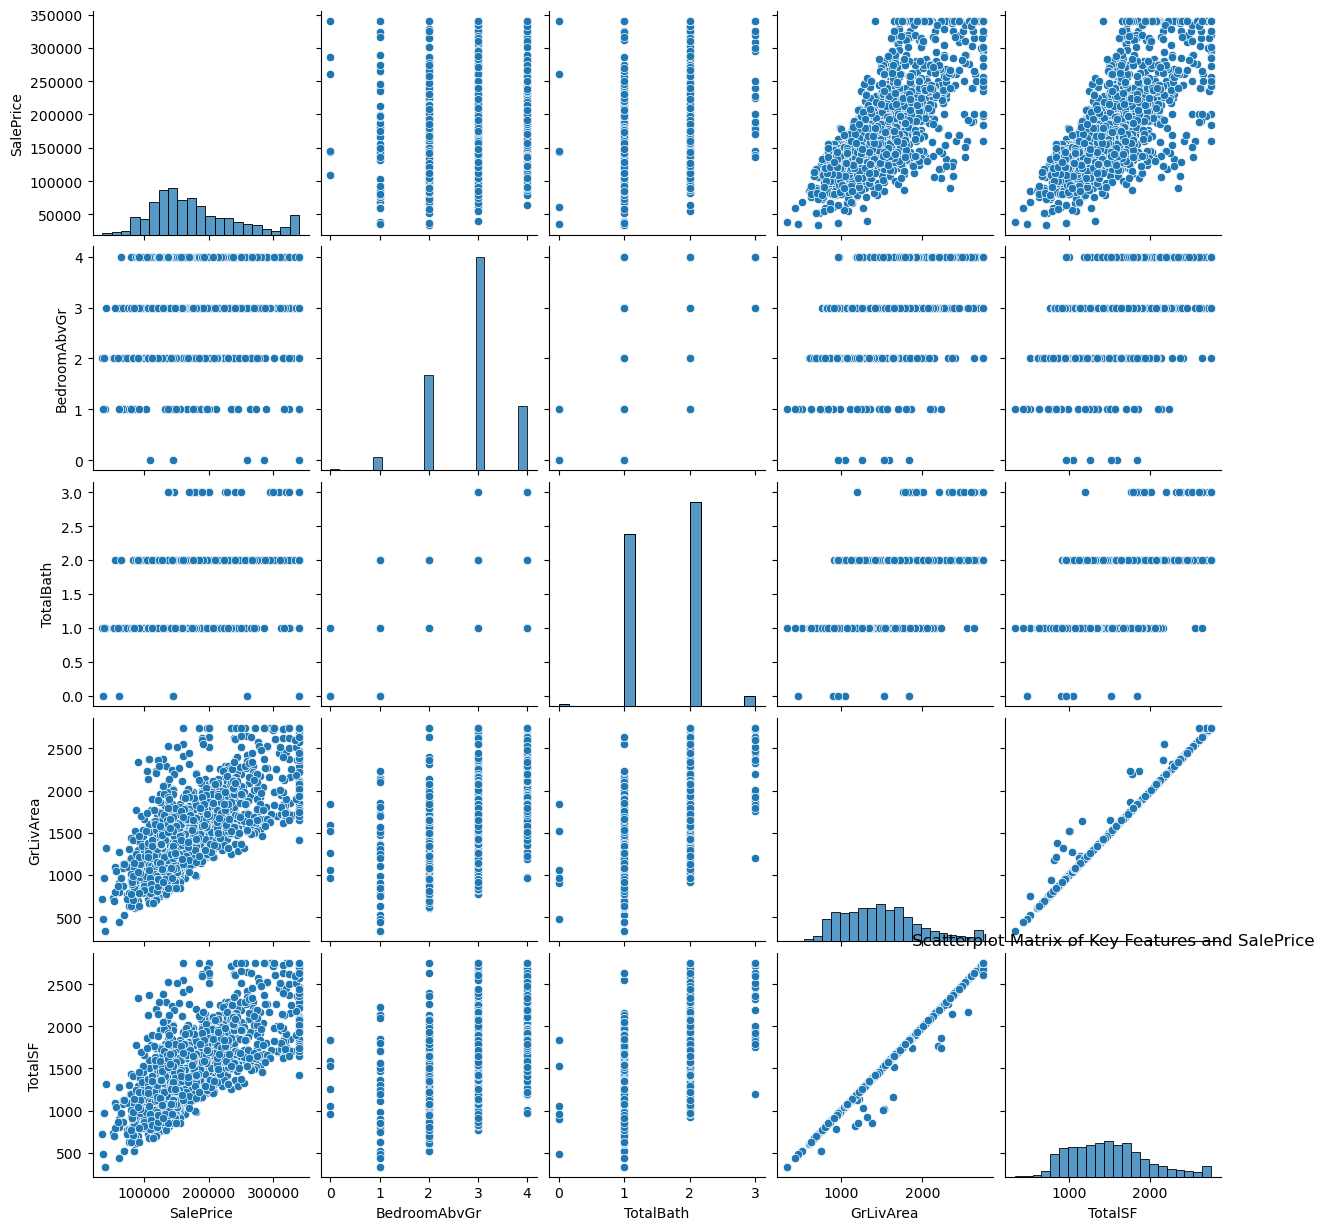 350000
300000
250000
200000
150000
100000
50000
SalePrice
4
3
2
1
0
BedroomAbvGr
3.0
2.5
2.0
1.5
1.0
0.5
0.0
TotalBath
2500
2000
1500
1000
500
GrLivArea
Scatterplot Matrix of Key Features and SalePrice
2500
2000
1500
1000
500
TotalSF
100000 200000 300000
0 1 2 3 4
0 1 2 3
1000 2000
1000 2000
SalePrice
BedroomAbvGr
TotalBath
GrLivArea
TotalSF